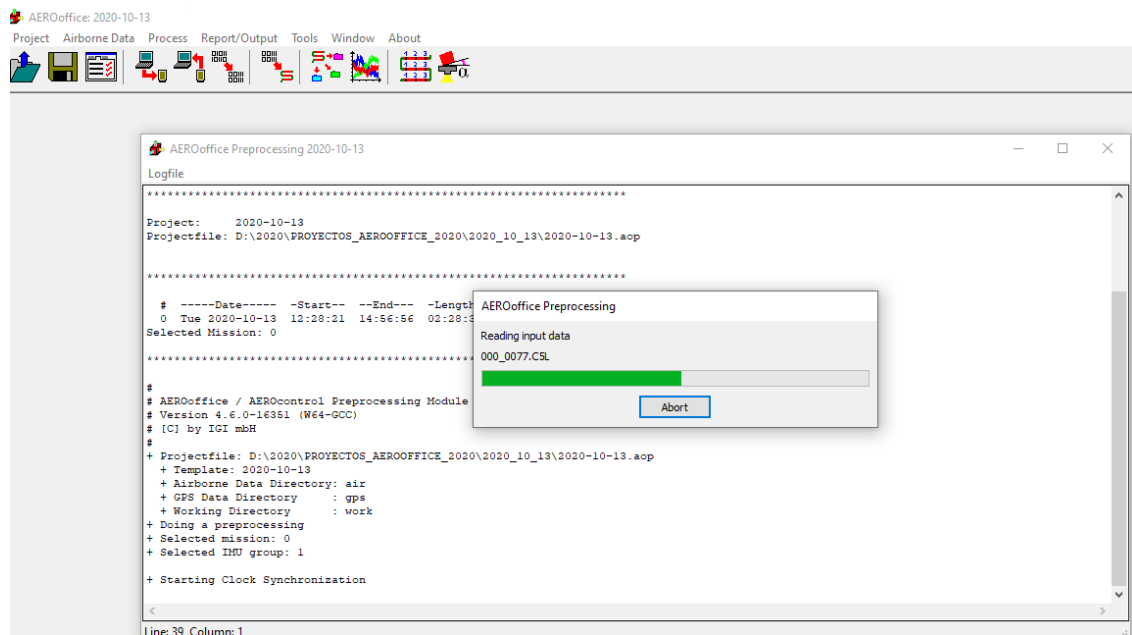 AEROoffice: 2020-10-13
Project Airborne Data Process Report/Output Tools Window About
AEROoffice Preprocessing 2020-10-13
Logfile
**********************************************************************
Project: 2020-10-13
Projectfile: D:\2020\PROYECTOS_AEROOFFICE_2020\2020_10_13\2020-10-13.aop
**********************************************************************
# -----Date----- -Start-- --End--- -Length
0 Tue 2020-10-13 12:28:21 14:56:56 02:28:3
Selected Mission: 0
************************************************
AEROoffice Preprocessing
Reading input data
000_0077.C5L
Abort
#
# AEROoffice / AEROcontrol Preprocessing Module
# Version 4.6.0-16351 (W64-GCC)
# [C] by IGI mbH
#
+ Projectfile: D:\2020\PROYECTOS_AEROOFFICE_2020\2020_10_13\2020-10-13.aop
+ Template: 2020-10-13
+ Airborne Data Directory: air
+ GPS Data Directory : gps
+ Working Directory : work
+ Doing a preprocessing
+ Selected mission: 0
+ Selected IMU group: 1
+ Starting Clock Synchronization
Line: 39 Column: 1